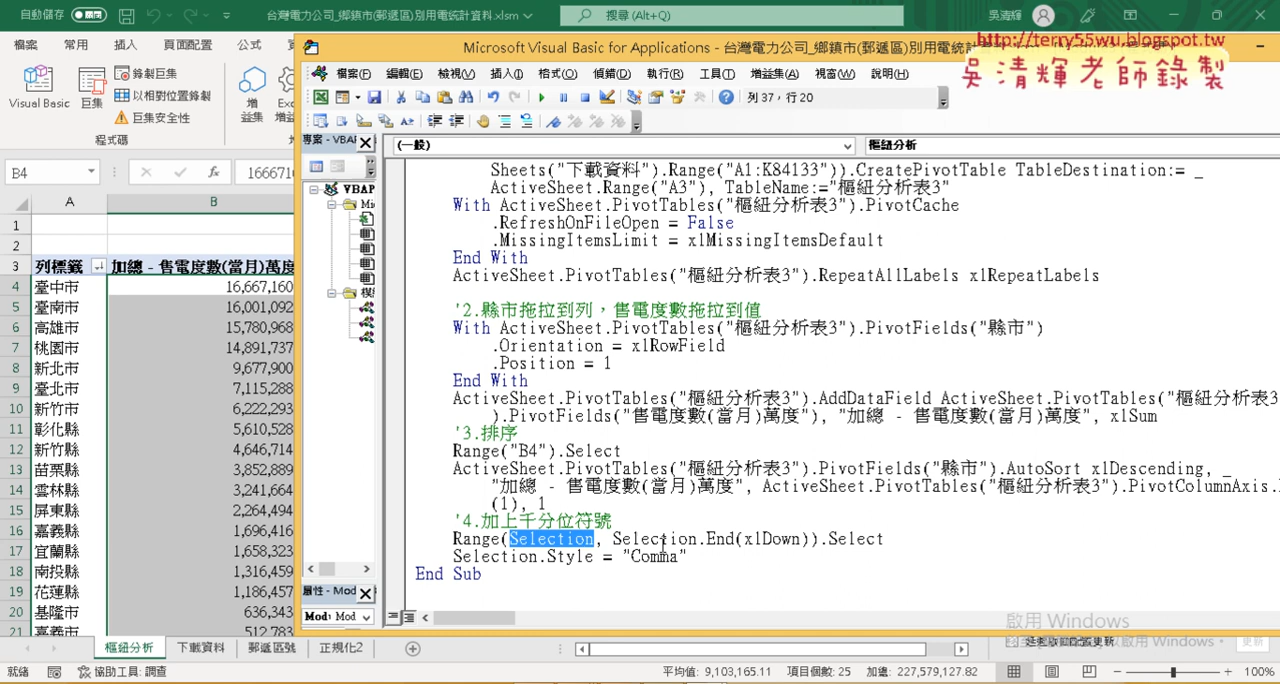 自動儲存
台灣電力公司_鄉鎮市(郵遞區)別用電統計資料.xlsm
搜尋 (Alt+Q)
吳清輝
檔案 常用 插入 頁面配置 公式
Visual Basic
巨集
錄製巨集
以相對位置錄製
巨集安全性
程式碼
增益集
Microsoft Visual Basic for Applications - 台灣電力公司_鄉鎮市(郵遞區)別用電統
http://terry55wu.blogspot.tw
吳清輝老師錄製
檔案(F) 編輯(E) 檢視(V) 插入(I) 格式(O) 偵錯(D) 執行(R) 工具(T) 增益集(A) 視窗(W) 說明(H)
列 37，行 20
專案 - VBAP
(一般)
樞紐分析
B4
fx
166671
VBAP
A B
列標籤 加總 - 售電度數(當月)萬度
1
2
3
4 臺中市 16,667,160
5 臺南市 16,001,092
6 高雄市 15,780,968
7 桃園市 14,891,737
8 新北市 9,677,900
9 臺北市 7,115,288
10 新竹市 6,222,293
11 彰化縣 5,610,528
12 新竹縣 4,646,714
13 苗栗縣 3,852,889
14 雲林縣 3,241,664
15 屏東縣 2,264,494
16 嘉義縣 1,696,416
17 宜蘭縣 1,658,323
18 南投縣 1,316,459
19 花蓮縣 1,186,457
20 基隆市 636,343
21 嘉義市 512,783
Sheets("下載資料").Range("A1:K84133")).CreatePivotTable TableDestination:= _
ActiveSheet.Range("A3"), TableName:="樞紐分析表3"
With ActiveSheet.PivotTables("樞紐分析表3").PivotCache
.RefreshOnFileOpen = False
.MissingItemsLimit = xlMissingItemsDefault
End With
ActiveSheet.PivotTables("樞紐分析表3").RepeatAllLabels xlRepeatLabels
'2.縣市拖拉到列，售電度數拖拉到值
With ActiveSheet.PivotTables("樞紐分析表3").PivotFields("縣市")
.Orientation = xlRowField
.Position = 1
End With
ActiveSheet.PivotTables("樞紐分析表3").AddDataField ActiveSheet.PivotTables("樞紐分析表3
).PivotFields("售電度數(當月)萬度"), "加總 - 售電度數(當月)萬度", xlSum
'3.排序
Range("B4").Select
ActiveSheet.PivotTables("樞紐分析表3").PivotFields("縣市").AutoSort xlDescending, _
"加總 - 售電度數(當月)萬度", ActiveSheet.PivotTables("樞紐分析表3").PivotColumnAxis.
(1), 1
'4.加上千分位符號
Range(Selection, Selection.End(xlDown)).Select
Selection.Style = "Comma"
End Sub
屬性 - Mod
Mod Mod
啟用 Windows
樞紐分析 下載資料 郵遞區號 正規化2
就緒 協助工具: 調查 平均值: 9,103,165.11 項目個數: 25 加總: 227,579,127.82 100%